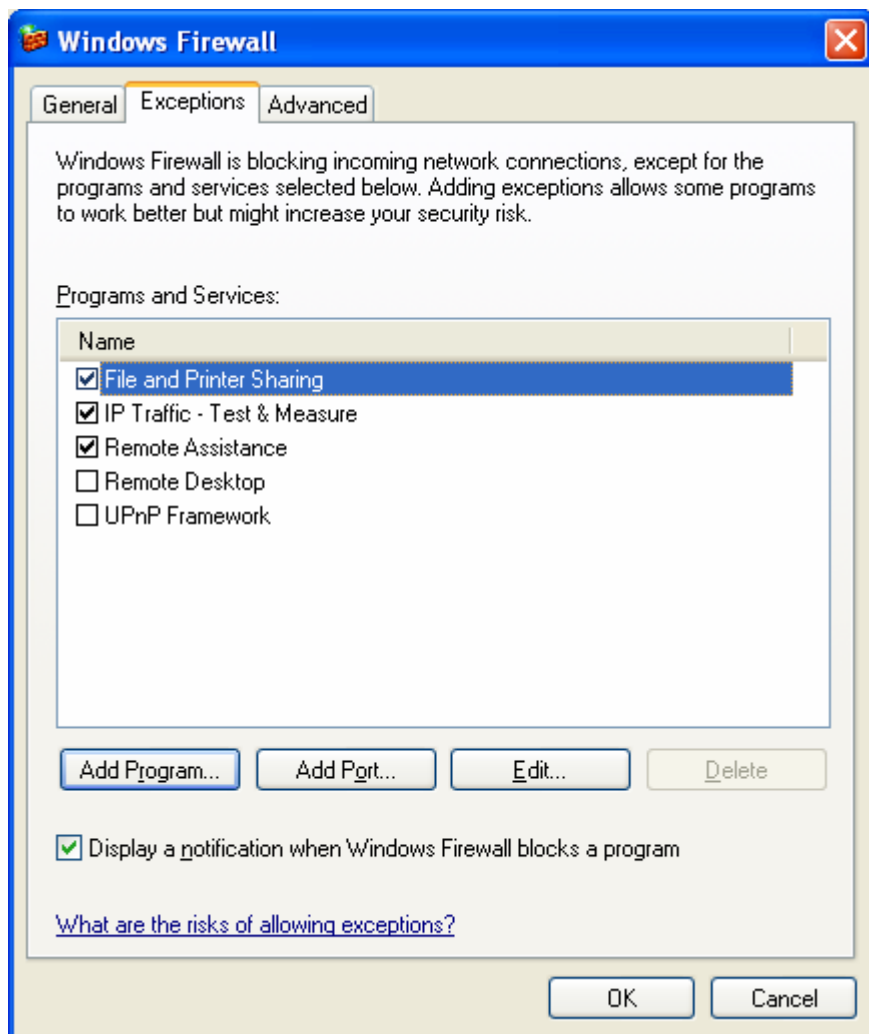 Windows Firewall
General
Exceptions
Advanced
Windows Firewall is blocking incoming network connections, except for the
programs and services selected below. Adding exceptions allows some programs
to work better but might increase your security risk.
Programs and Services:
Name
File and Printer Sharing
IP Traffic - Test & Measure
Remote Assistance
Remote Desktop
UPnP Framework
Add Program...
Add Port...
Edit...
Delete
Display a notification when Windows Firewall blocks a program
What are the risks of allowing exceptions?
OK
Cancel